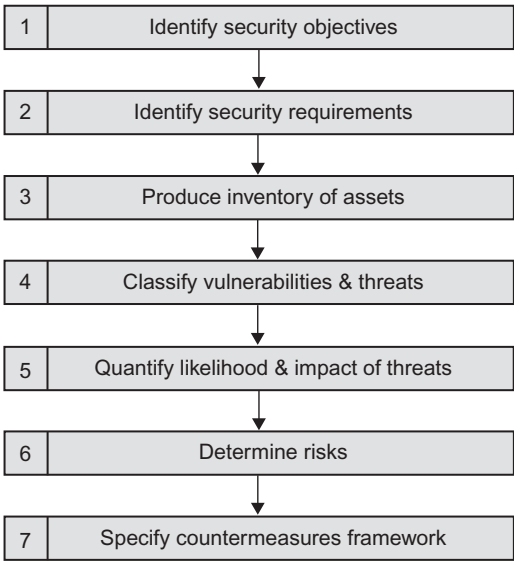 1 Identify security objectives
2 Identify security requirements
3 Produce inventory of assets
4 Classify vulnerabilities & threats
5 Quantify likelihood & impact of threats
6 Determine risks
7 Specify countermeasures framework